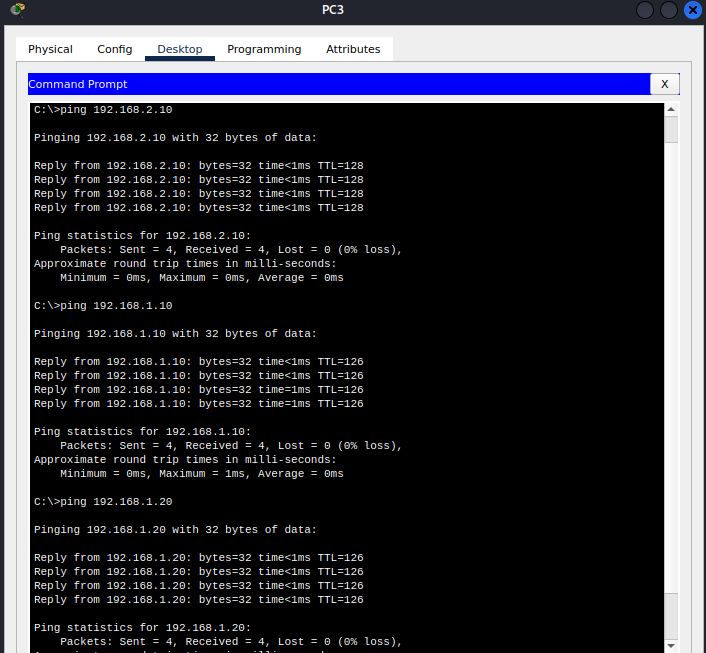 PC3
Physical Config Desktop Programming Attributes
Command Prompt X
C:\>ping 192.168.2.10
Pinging 192.168.2.10 with 32 bytes of data:
Reply from 192.168.2.10: bytes=32 time<1ms TTL=128
Reply from 192.168.2.10: bytes=32 time<1ms TTL=128
Reply from 192.168.2.10: bytes=32 time<1ms TTL=128
Reply from 192.168.2.10: bytes=32 time<1ms TTL=128
Ping statistics for 192.168.2.10:
Packets: Sent = 4, Received = 4, Lost = 0 (0% loss),
Approximate round trip times in milli-seconds:
Minimum = 0ms, Maximum = 0ms, Average = 0ms
C:\>ping 192.168.1.10
Pinging 192.168.1.10 with 32 bytes of data:
Reply from 192.168.1.10: bytes=32 time<1ms TTL=126
Reply from 192.168.1.10: bytes=32 time<1ms TTL=126
Reply from 192.168.1.10: bytes=32 time=1ms TTL=126
Reply from 192.168.1.10: bytes=32 time=1ms TTL=126
Ping statistics for 192.168.1.10:
Packets: Sent = 4, Received = 4, Lost = 0 (0% loss),
Approximate round trip times in milli-seconds:
Minimum = 0ms, Maximum = 1ms, Average = 0ms
C:\>ping 192.168.1.20
Pinging 192.168.1.20 with 32 bytes of data:
Reply from 192.168.1.20: bytes=32 time<1ms TTL=126
Reply from 192.168.1.20: bytes=32 time<1ms TTL=126
Reply from 192.168.1.20: bytes=32 time<1ms TTL=126
Reply from 192.168.1.20: bytes=32 time<1ms TTL=126
Ping statistics for 192.168.1.20:
Packets: Sent = 4, Received = 4, Lost = 0 (0% loss),